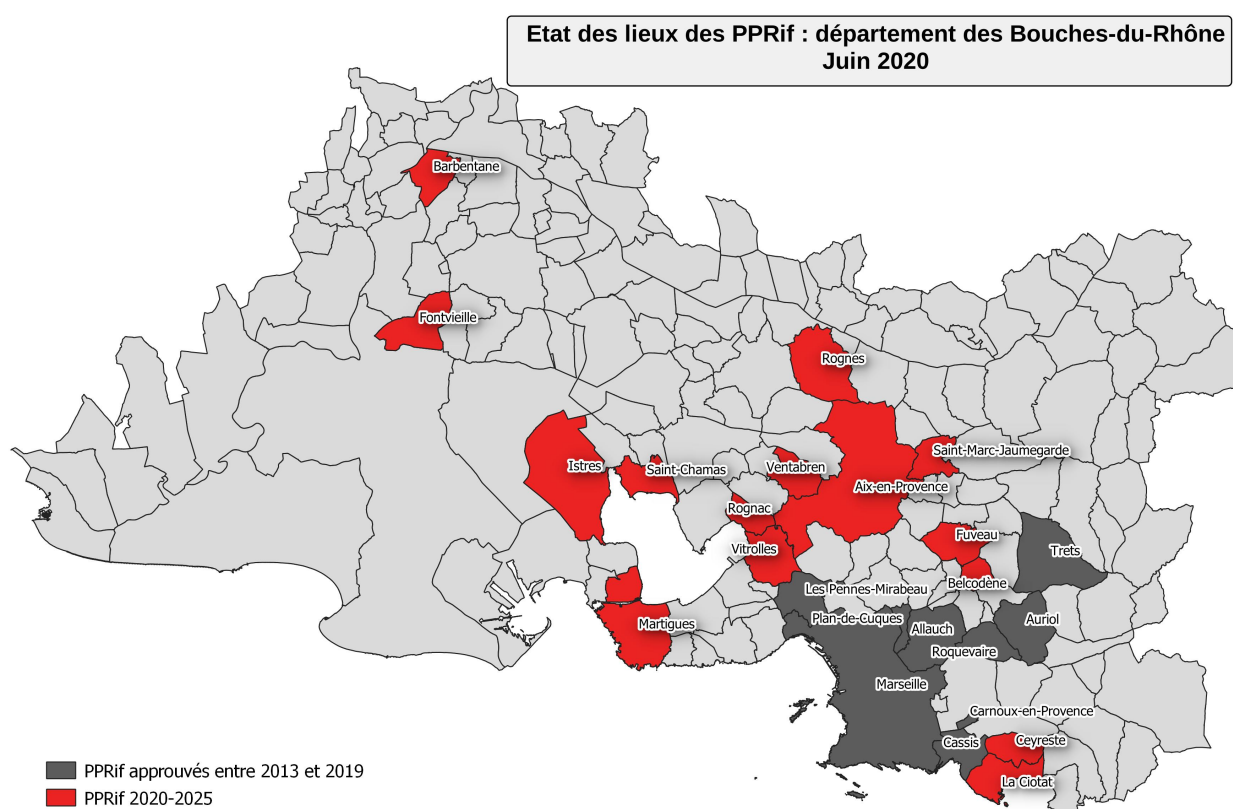 Etat des lieux des PPRif : département des Bouches-du-Rhône
Juin 2020
Barbentane
Fontvieille
Rognes
Saint-Marc-Jaumegarde
Istres
Saint-Chamas
Ventabren
Aix-en-Provence
Rognac
Fuveau
Vitrolles
Trets
Belcodène
Les Pennes-Mirabeau
Plan-de-Cuques
Auriol
Martigues
Allauch
Roquevaire
Marseille
Carnoux-en-Provence
Cassis
Ceyreste
La Ciotat
PPRif approuvés entre 2013 et 2019
PPRif 2020-2025